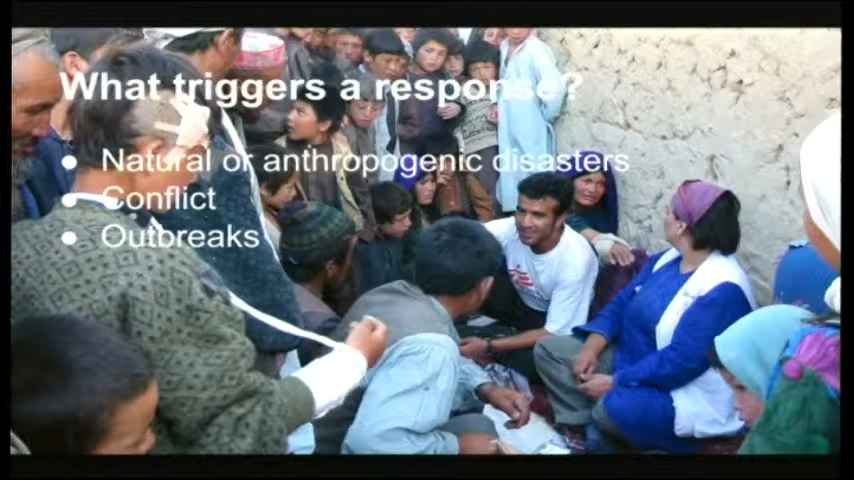 What triggers a response?
● Natural or anthropogenic disasters
● Conflict
● Outbreaks